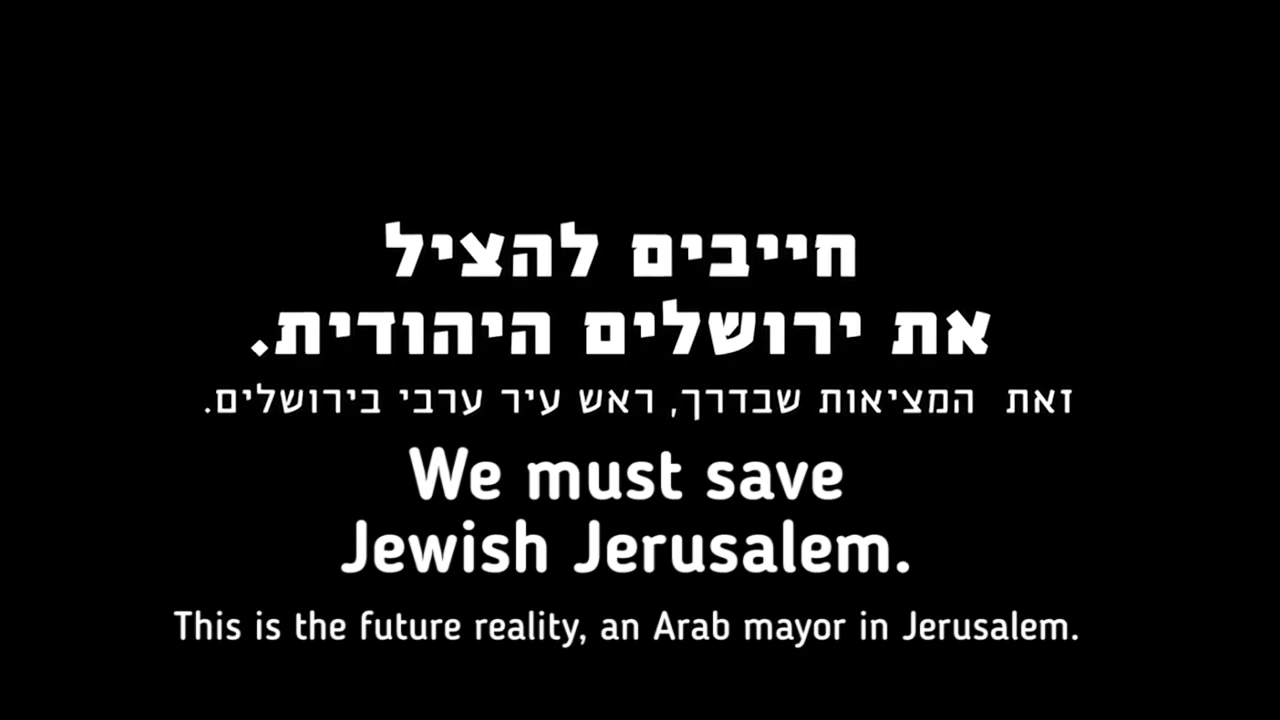 חייבים להציל
את ירושלים היהודית.
זאת המציאות שבדרך, ראש עיר ערבי בירושלים.
We must save
Jewish Jerusalem.
This is the future reality, an Arab mayor in Jerusalem.